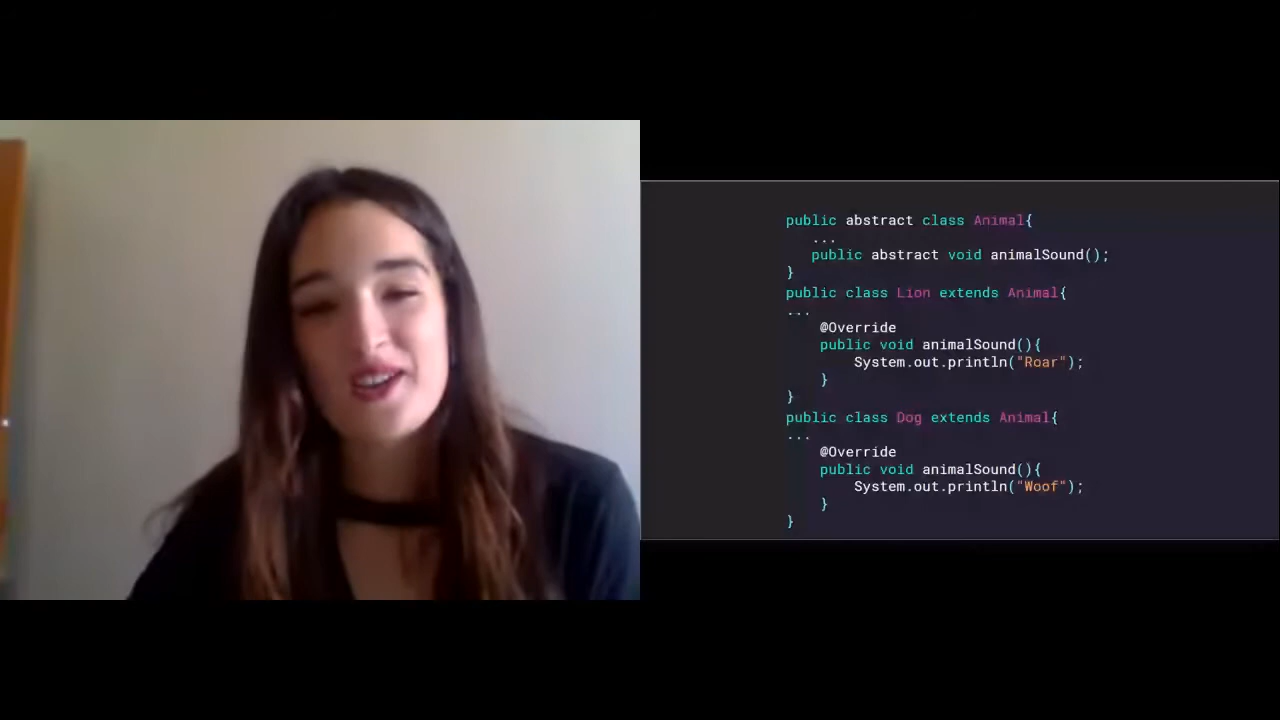 public abstract class Animal{
...
public abstract void animalSound();
}
public class Lion extends Animal{
...
@Override
public void animalSound(){
System.out.println("Roar");
}
}
public class Dog extends Animal{
...
@Override
public void animalSound(){
System.out.println("Woof");
}
}